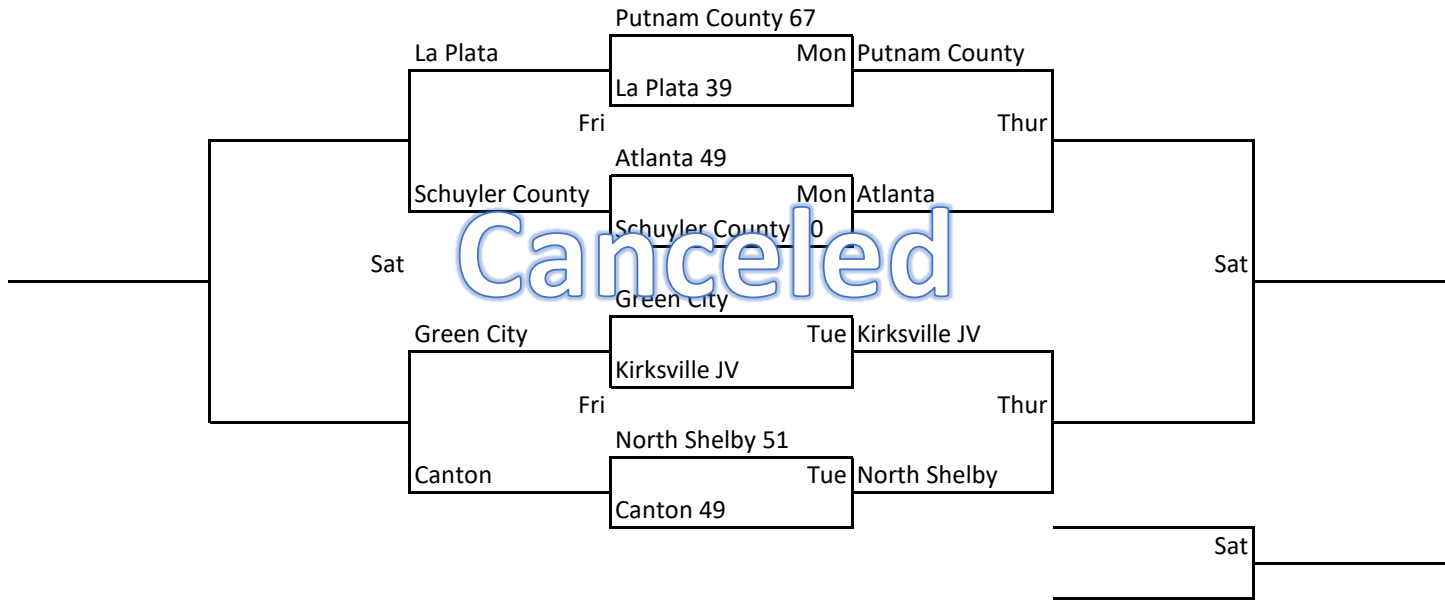 Putnam County 67
La Plata
Mon Putnam County
La Plata 39
Fri
Thur
Atlanta 49
Schuyler County
Mon Atlanta
Schuyler County
Canceled
Sat
Sat
Green City
Green City
Tue Kirksville JV
Kirksville JV
Fri
Thur
North Shelby 51
Canton
Tue North Shelby
Canton 49
Sat